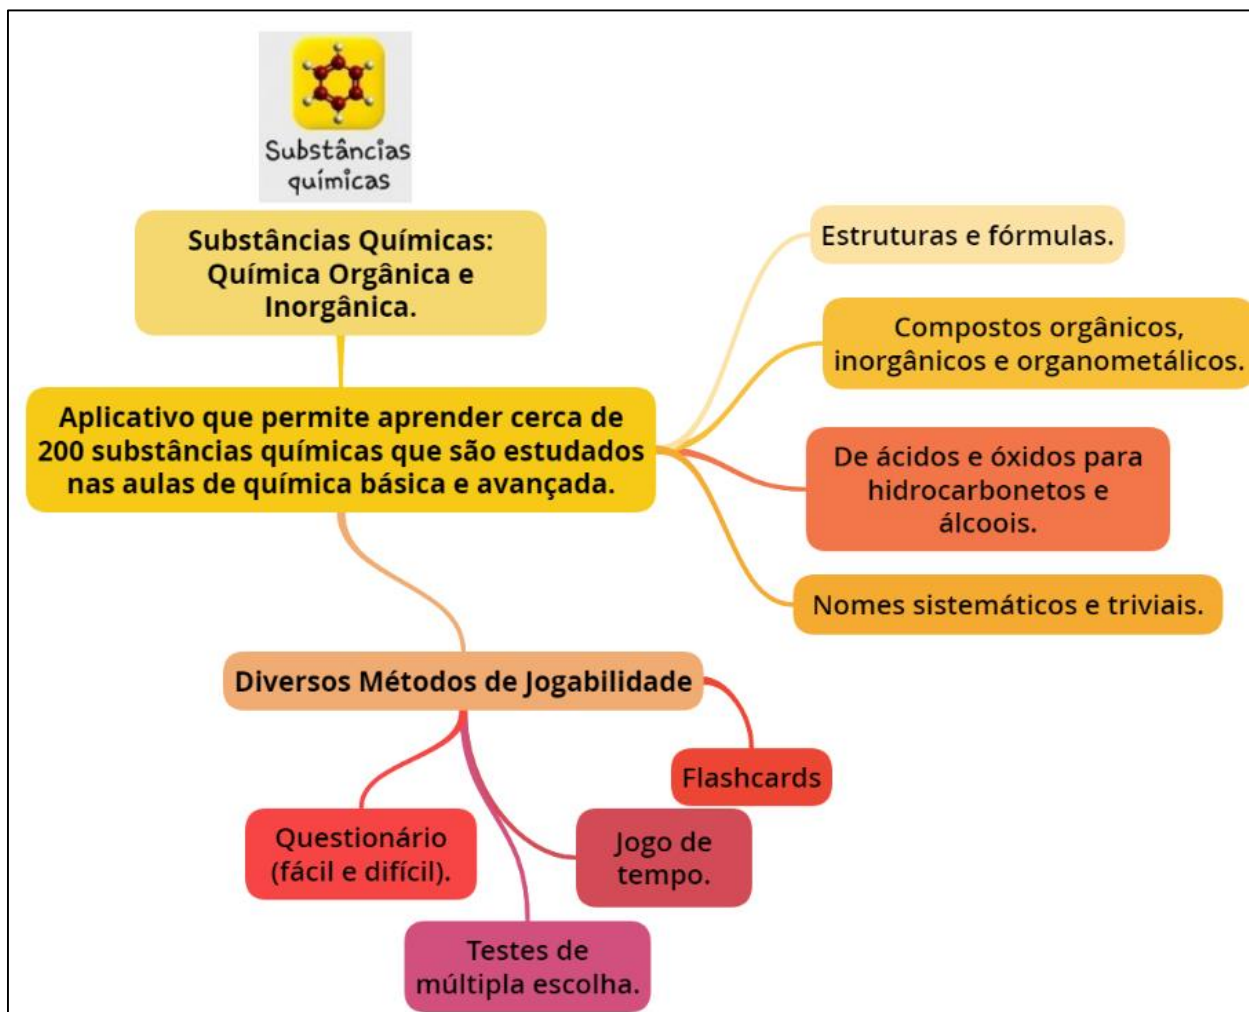 Substâncias
químicas
Substâncias Químicas:
Química Orgânica e
Inorgânica.
Aplicativo que permite aprender cerca de
200 substâncias químicas que são estudados
nas aulas de química básica e avançada.
Estruturas e fórmulas.
Compostos orgânicos,
inorgânicos e organometálicos.
De ácidos e óxidos para
hidrocarbonetos e
álcoois.
Nomes sistemáticos e triviais.
Diversos Métodos de Jogabilidade
Flashcards
Questionário
(fácil e difícil).
Jogo de
tempo.
Testes de
múltipla escolha.